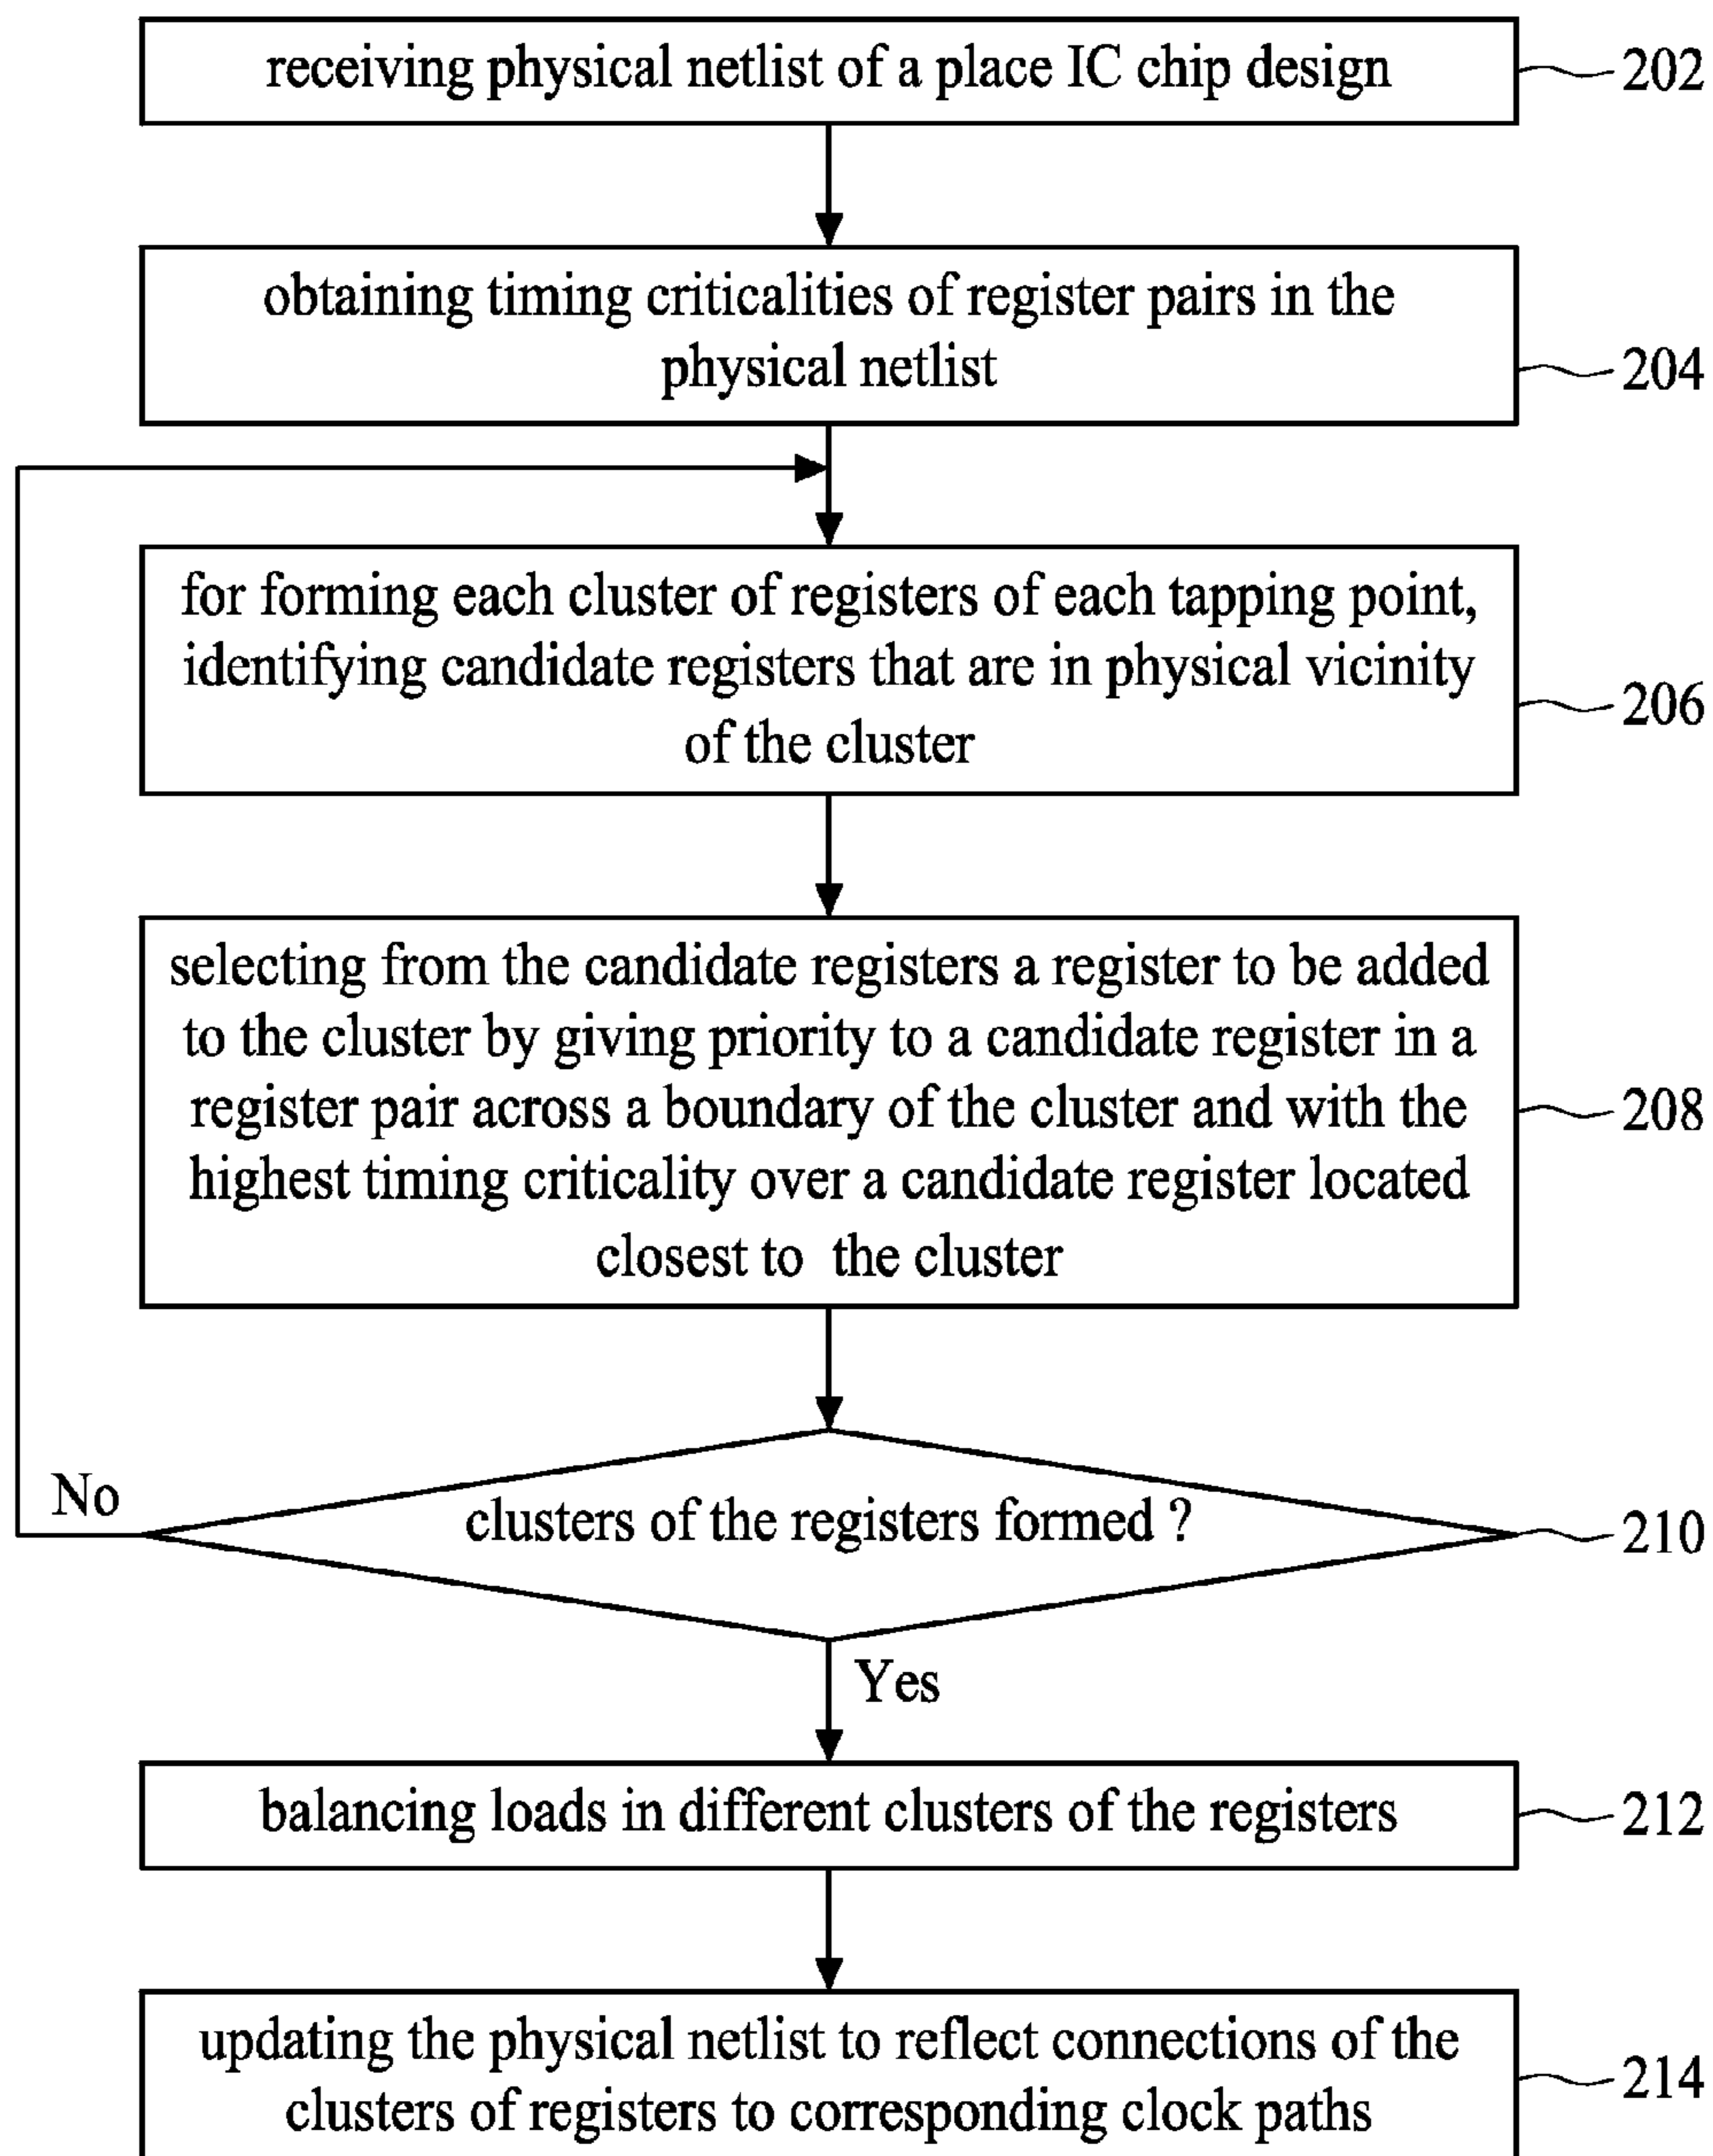 receiving physical netlist of a place IC chip design
202
obtaining timing criticalities of register pairs in the
physical netlist
204
for forming each cluster of registers of each tapping point,
identifying candidate registers that are in physical vicinity
of the cluster
206
selecting from the candidate registers a register to be added
to the cluster by giving priority to a candidate register in a
register pair across a boundary of the cluster and with the
highest timing criticality over a candidate register located
closest to the cluster
208
No
clusters of the registers formed ?
210
Yes
balancing loads in different clusters of the registers
212
updating the physical netlist to reflect connections of the
clusters of registers to corresponding clock paths
214